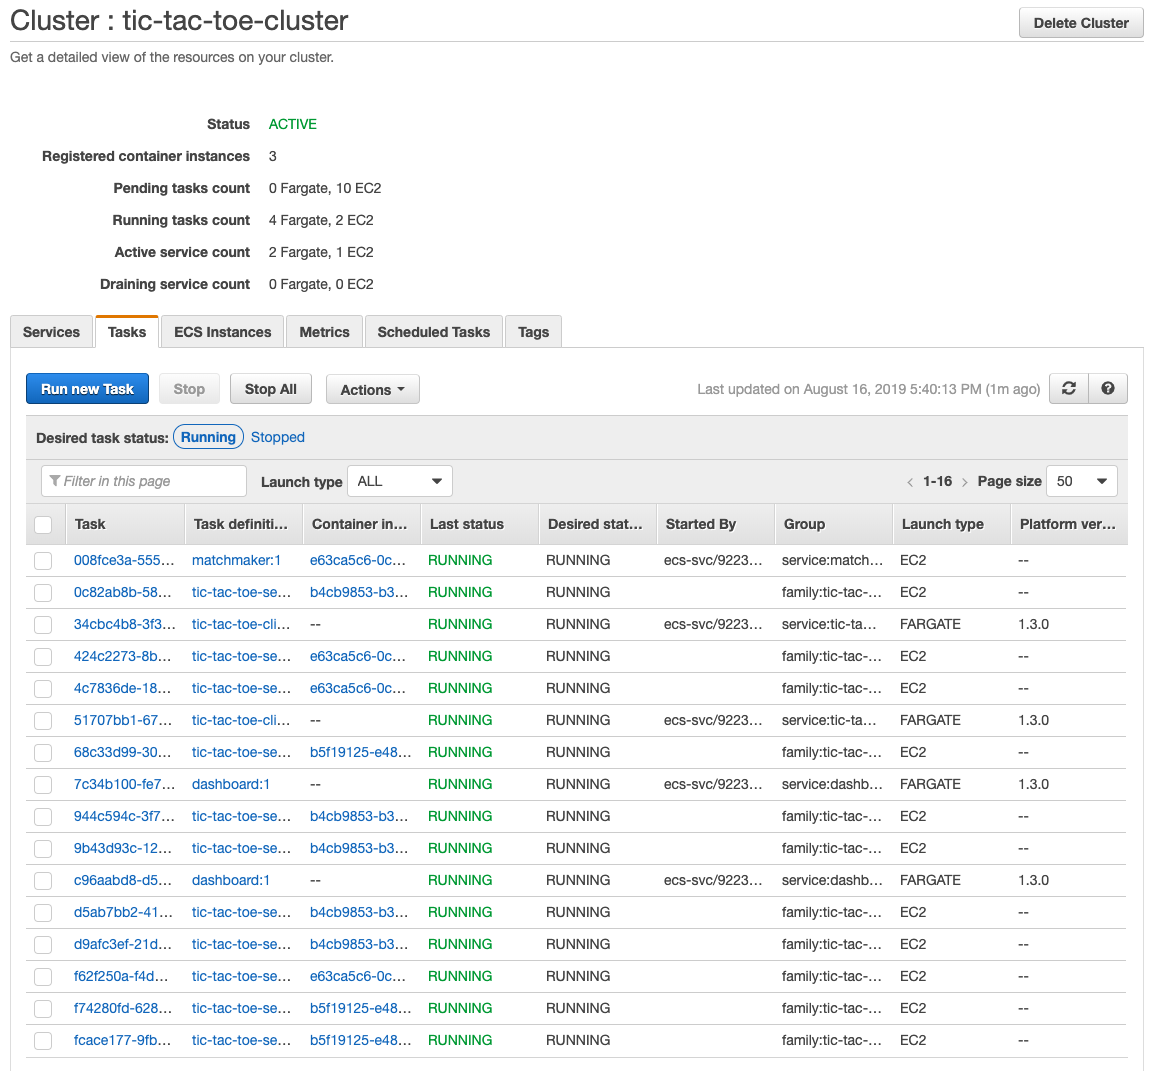 Cluster : tic-tac-toe-cluster
Delete Cluster
Get a detailed view of the resources on your cluster.
Status ACTIVE
Registered container instances 3
Pending tasks count 0 Fargate, 10 EC2
Running tasks count 4 Fargate, 2 EC2
Active service count 2 Fargate, 1 EC2
Draining service count 0 Fargate, 0 EC2
Services Tasks ECS Instances Metrics Scheduled Tasks Tags
Run new Task Stop Stop All Actions Last updated on August 16, 2019 5:40:13 PM (1m ago)
Desired task status: Running Stopped
Filter in this page Launch type ALL < 1-16 > Page size 50
Task Task definiti... Container in... Last status Desired stat... Started By Group Launch type Platform ver...
008fce3a-555... matchmaker:1 e63ca5c6-0c... RUNNING RUNNING ecs-svc/9223... service:match... EC2 --
0c82ab8b-58... tic-tac-toe-se... b4cb9853-b3... RUNNING RUNNING family:tic-tac-... EC2 --
34cbc4b8-3f3... tic-tac-toe-cli... -- RUNNING RUNNING ecs-svc/9223... service:tic-ta... FARGATE 1.3.0
424c2273-8b... tic-tac-toe-se... e63ca5c6-0c... RUNNING RUNNING family:tic-tac-... EC2 --
4c7836de-18... tic-tac-toe-se... e63ca5c6-0c... RUNNING RUNNING family:tic-tac-... EC2 --
51707bb1-67... tic-tac-toe-cli... -- RUNNING RUNNING ecs-svc/9223... service:tic-ta... FARGATE 1.3.0
68c33d99-30... tic-tac-toe-se... b5f19125-e48... RUNNING RUNNING family:tic-tac-... EC2 --
7c34b100-fe7... dashboard:1 -- RUNNING RUNNING ecs-svc/9223... service:dashb... FARGATE 1.3.0
944c594c-3f7... tic-tac-toe-se... b4cb9853-b3... RUNNING RUNNING family:tic-tac-... EC2 --
9b43d93c-12... tic-tac-toe-se... b4cb9853-b3... RUNNING RUNNING family:tic-tac-... EC2 --
c96aabd8-d5... dashboard:1 -- RUNNING RUNNING ecs-svc/9223... service:dashb... FARGATE 1.3.0
d5ab7bb2-41... tic-tac-toe-se... b4cb9853-b3... RUNNING RUNNING family:tic-tac-... EC2 --
d9afc3ef-21d... tic-tac-toe-se... b4cb9853-b3... RUNNING RUNNING family:tic-tac-... EC2 --
f62f250a-f4d... tic-tac-toe-se... e63ca5c6-0c... RUNNING RUNNING family:tic-tac-... EC2 --
f74280fd-628... tic-tac-toe-se... b5f19125-e48... RUNNING RUNNING family:tic-tac-... EC2 --
fcace177-9fb... tic-tac-toe-se... b5f19125-e48... RUNNING RUNNING family:tic-tac-... EC2 --